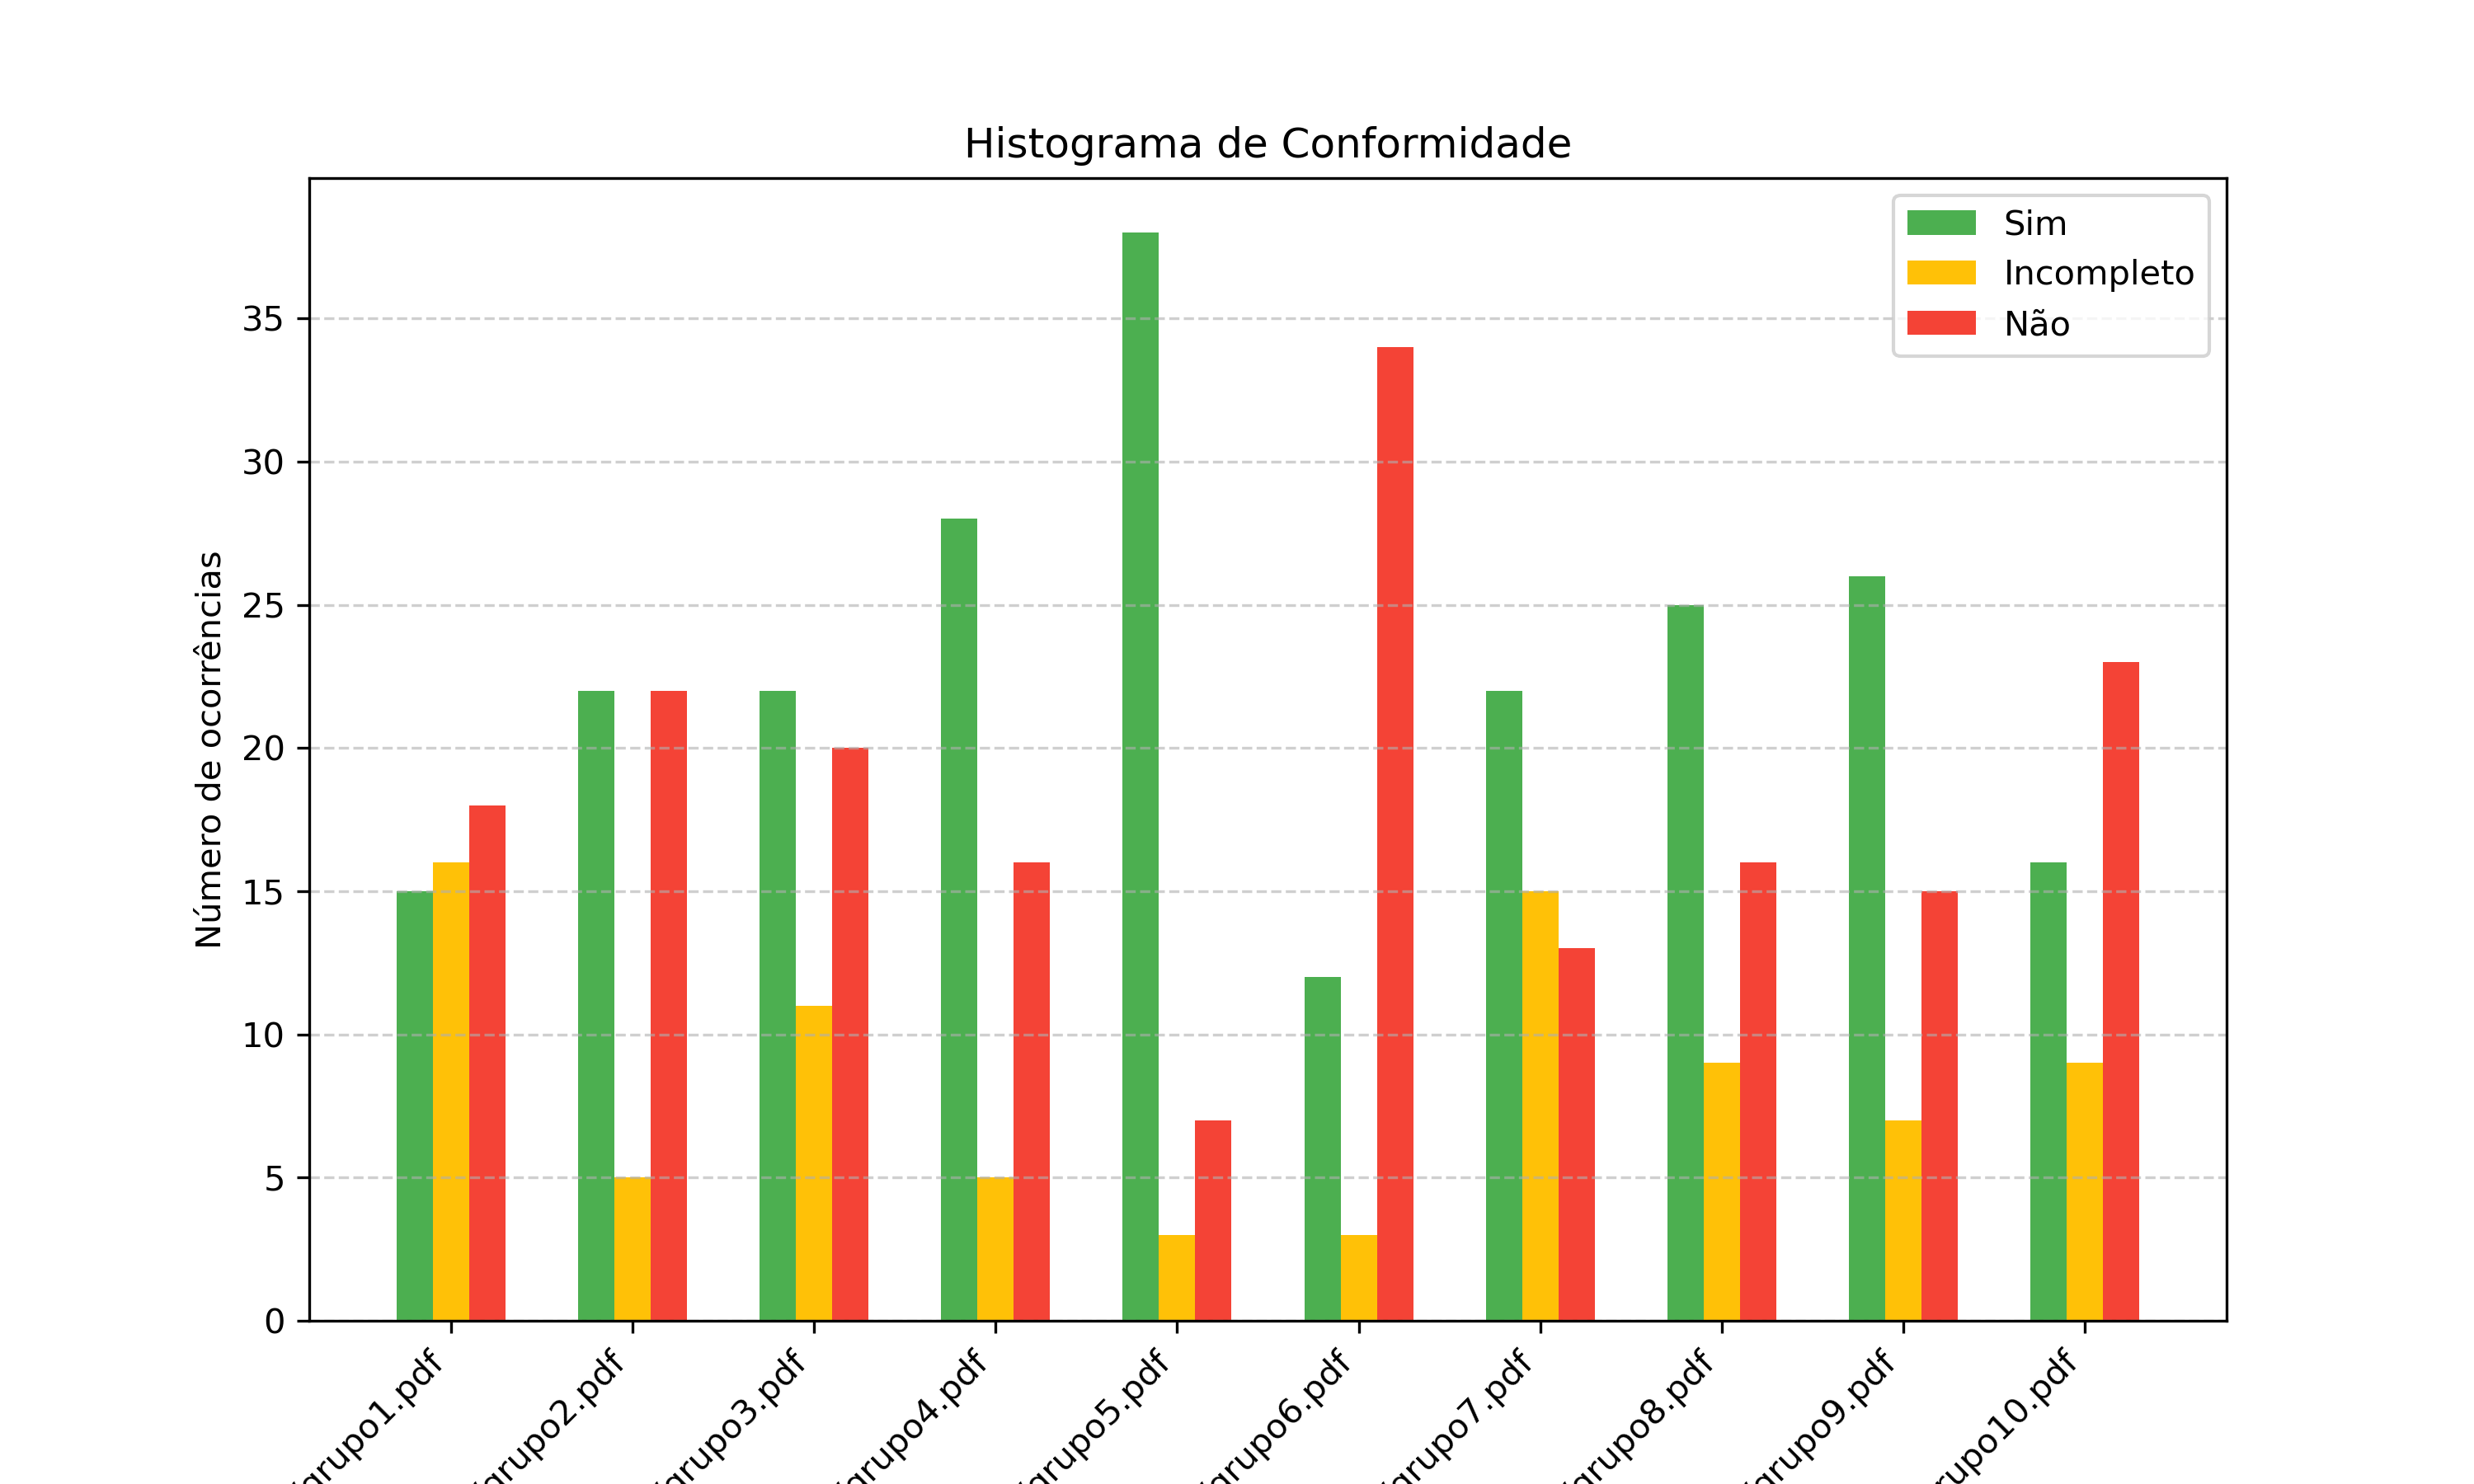 Histograma de Conformidade
Sim
Incompleto
Não
Número de ocorrências
35
30
25
20
15
10
5
0
grupo1.pdf
grupo2.pdf
grupo3.pdf
grupo4.pdf
grupo5.pdf
grupo6.pdf
grupo7.pdf
grupo8.pdf
grupo9.pdf
rupo10.pdf